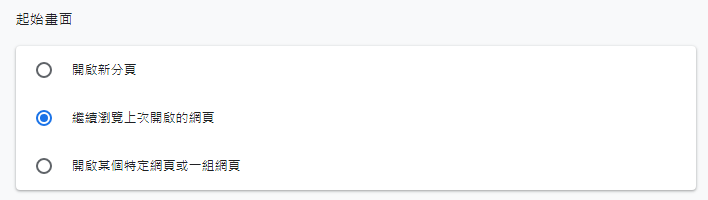 起始畫面
開啟新分頁
繼續瀏覽上次開啟的網頁
開啟某個特定網頁或一組網頁